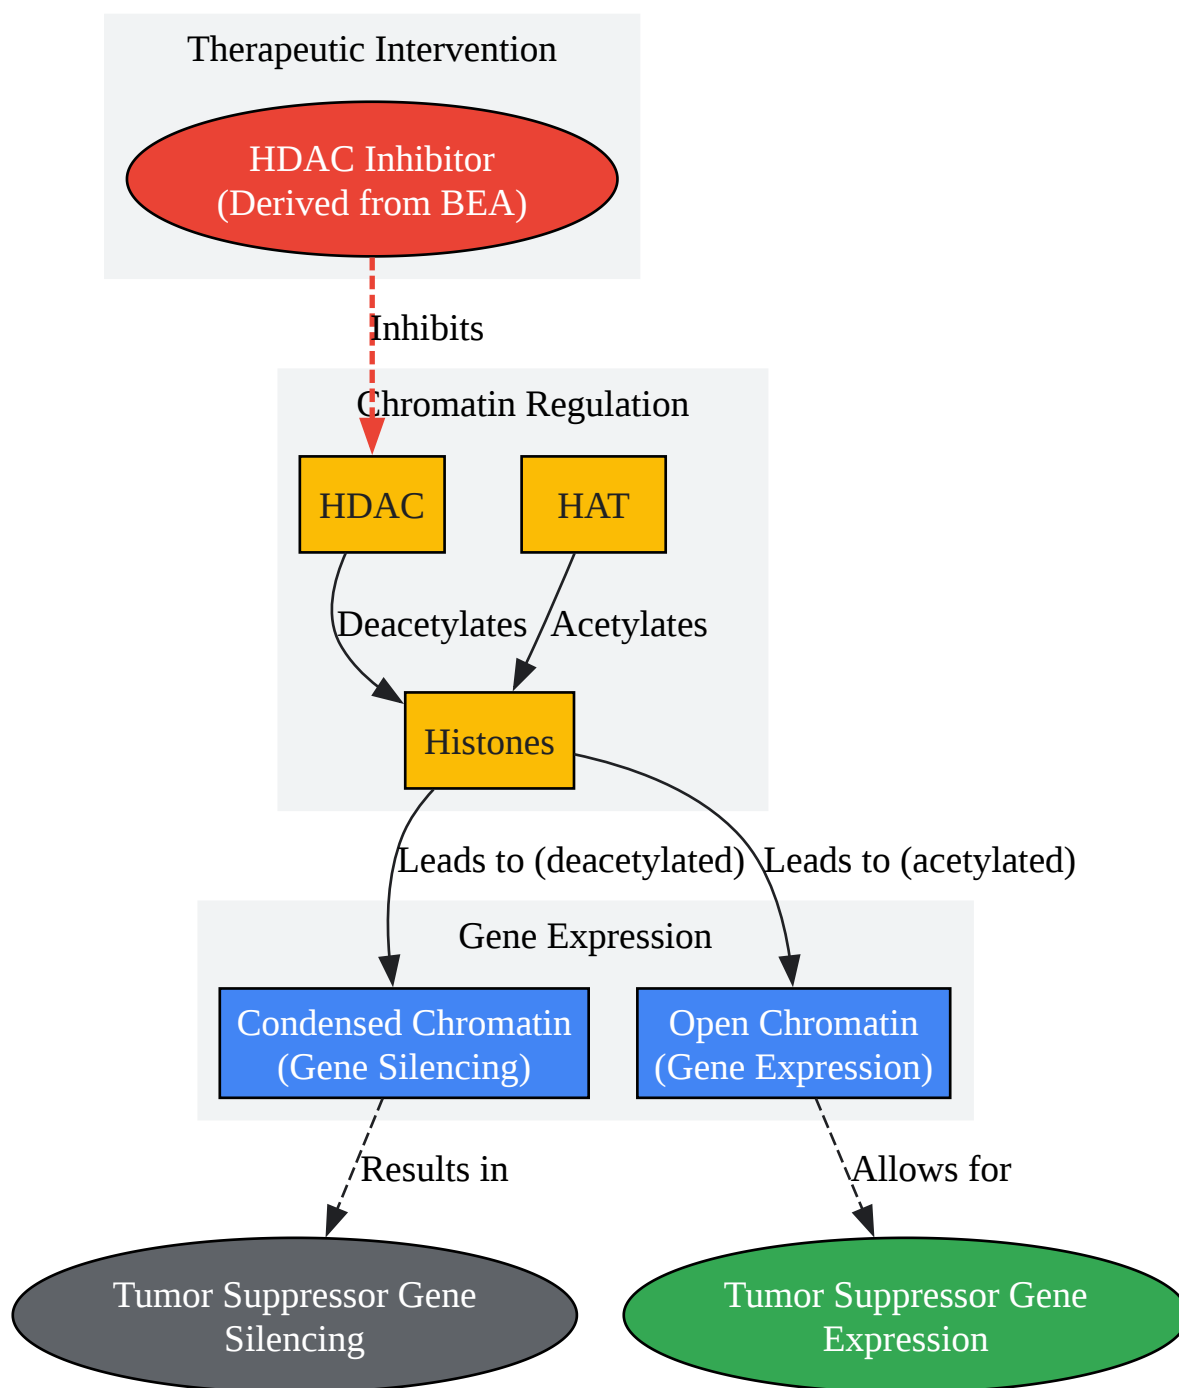 Therapeutic Intervention
HDAC Inhibitor
(Derived from BEA)
Inhibits
Chromatin Regulation
HDAC
HAT
Deacetylates
Acetylates
Histones
Leads to (deacetylated)
Leads to (acetylated)
Gene Expression
Condensed Chromatin
(Gene Silencing)
Open Chromatin
(Gene Expression)
Results in
Allows for
Tumor Suppressor Gene
Silencing
Tumor Suppressor Gene
Expression